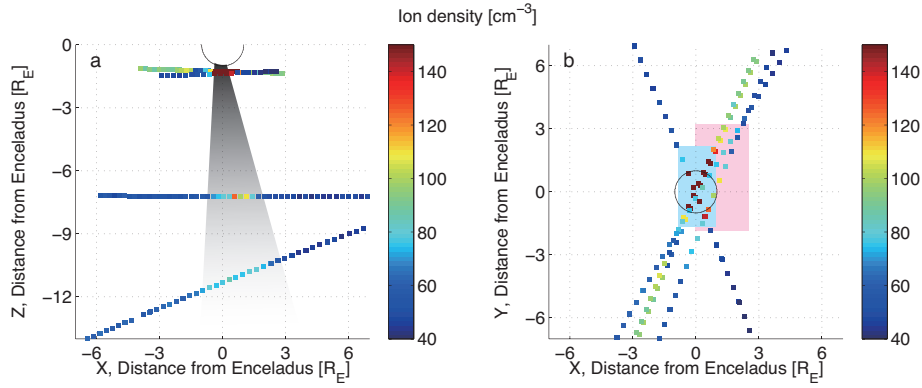 Ion density [cm⁻³]
a
0
−3
−6
−9
−12
Z, Distance from Enceladus [R_E]
−6 −3 0 3 6
X, Distance from Enceladus [R_E]
140
120
100
80
60
40
b
6
3
0
−3
−6
Y, Distance from Enceladus [R_E]
−6 −3 0 3 6
X, Distance from Enceladus [R_E]
140
120
100
80
60
40